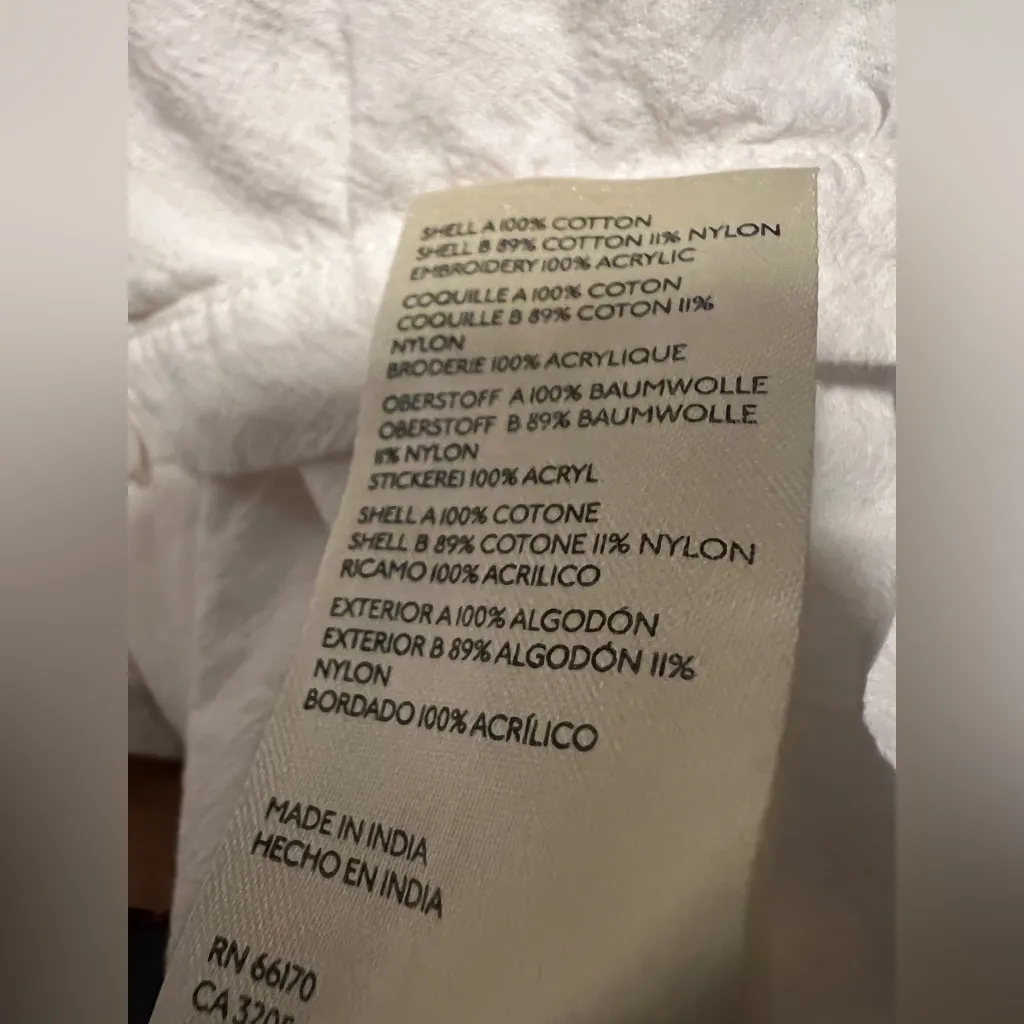 SHELL A 100% COTTON
SHELL B 89% COTTON 11% NYLON
EMBROIDERY 100% ACRYLIC
COQUILLE A 100% COTON
COQUILLE B 89% COTON 11%
NYLON
BRODERIE 100% ACRYLIQUE
OBERSTOFF A 100% BAUMWOLLE
OBERSTOFF B 89% BAUMWOLLE
11% NYLON
STICKEREI 100% ACRYL
SHELL A 100% COTONE
SHELL B 89% COTONE 11% NYLON
RICAMO 100% ACRILICO
EXTERIOR A 100% ALGODÓN
EXTERIOR B 89% ALGODÓN 11%
NYLON
BORDADO 100% ACRÍLICO
MADE IN INDIA
HECHO EN INDIA
RN 66170
CA